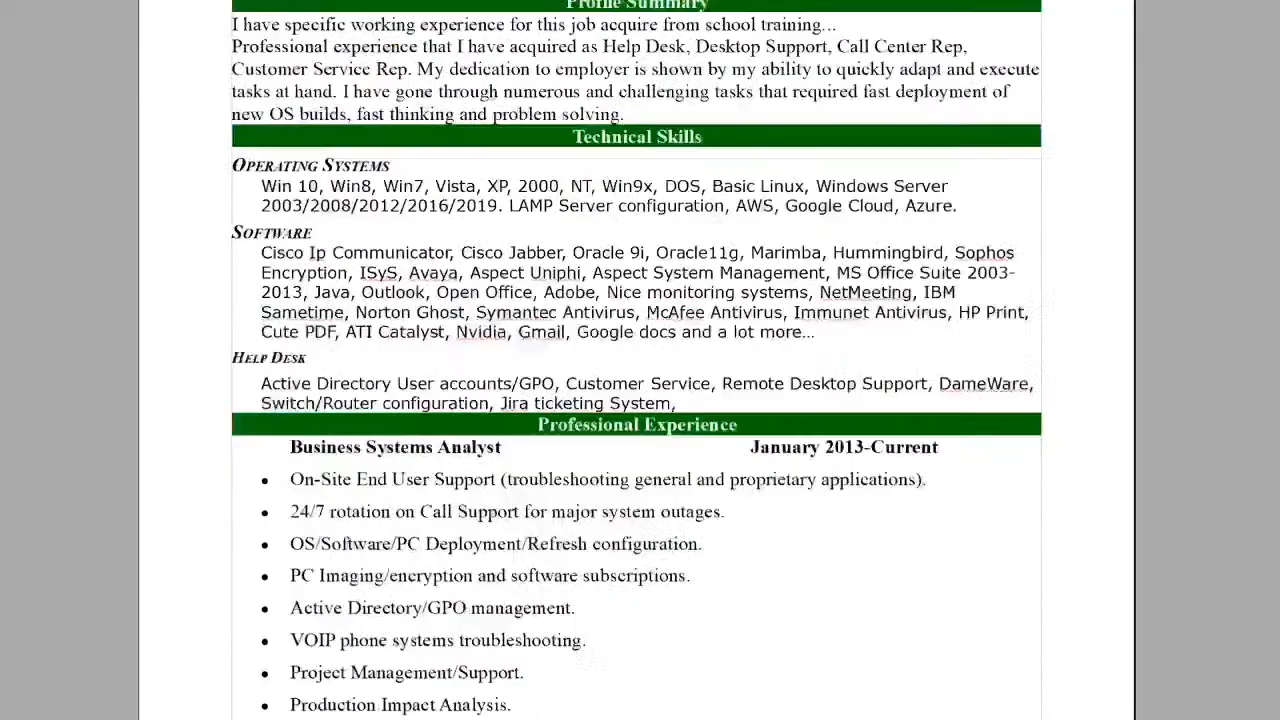 Profile Summary
I have specific working experience for this job acquire from school training...
Professional experience that I have acquired as Help Desk, Desktop Support, Call Center Rep,
Customer Service Rep. My dedication to employer is shown by my ability to quickly adapt and execute
tasks at hand. I have gone through numerous and challenging tasks that required fast deployment of
new OS builds, fast thinking and problem solving.
Technical Skills
OPERATING SYSTEMS
Win 10, Win8, Win7, Vista, XP, 2000, NT, Win9x, DOS, Basic Linux, Windows Server
2003/2008/2012/2016/2019. LAMP Server configuration, AWS, Google Cloud, Azure.
SOFTWARE
Cisco Ip Communicator, Cisco Jabber, Oracle 9i, Oracle11g, Marimba, Hummingbird, Sophos
Encryption, ISyS, Avaya, Aspect Uniphi, Aspect System Management, MS Office Suite 2003-
2013, Java, Outlook, Open Office, Adobe, Nice monitoring systems, NetMeeting, IBM
Sametime, Norton Ghost, Symantec Antivirus, McAfee Antivirus, Immunet Antivirus, HP Print,
Cute PDF, ATI Catalyst, Nvidia, Gmail, Google docs and a lot more...
HELP DESK
Active Directory User accounts/GPO, Customer Service, Remote Desktop Support, DameWare,
Switch/Router configuration, Jira ticketing System,
Professional Experience
Business Systems Analyst January 2013-Current
• On-Site End User Support (troubleshooting general and proprietary applications).
• 24/7 rotation on Call Support for major system outages.
• OS/Software/PC Deployment/Refresh configuration.
• PC Imaging/encryption and software subscriptions.
• Active Directory/GPO management.
• VOIP phone systems troubleshooting.
• Project Management/Support.
• Production Impact Analysis.